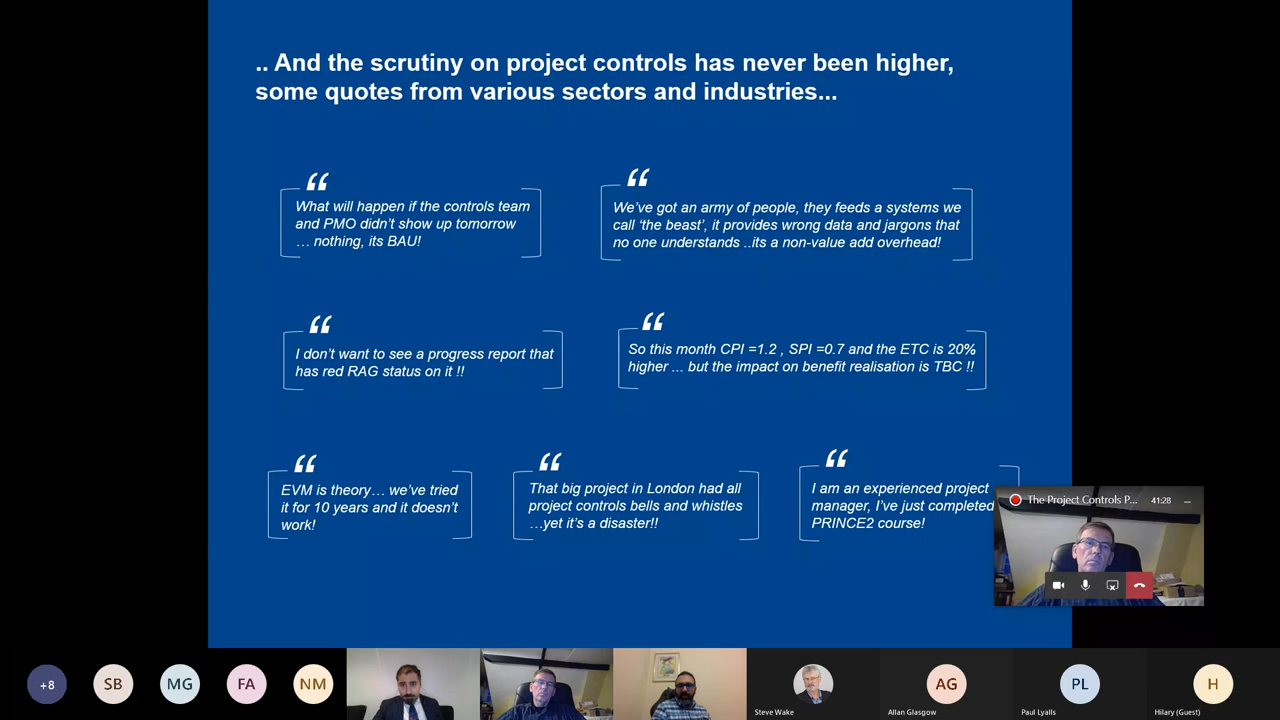 .. And the scrutiny on project controls has never been higher,
some quotes from various sectors and industries...
“
What will happen if the controls team
and PMO didn’t show up tomorrow
… nothing, its BAU!
“
We’ve got an army of people, they feeds a systems we
call ‘the beast’, it provides wrong data and jargons that
no one understands ..its a non-value add overhead!
“
I don’t want to see a progress report that
has red RAG status on it !!
“
So this month CPI =1.2 , SPI =0.7 and the ETC is 20%
higher ... but the impact on benefit realisation is TBC !!
“
EVM is theory… we’ve tried
it for 10 years and it doesn’t
work!
“
That big project in London had all
project controls bells and whistles
…yet it’s a disaster!!
“
I am an experienced project
manager, I’ve just completed
PRINCE2 course!
The Project Controls P... 41:28 ...
+8 SB MG FA NM AG PL H
Steve Wake Allan Glasgow Paul Lyalls Hilary (Guest)